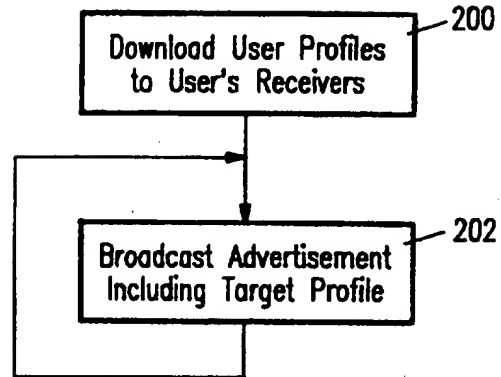 200
Download User Profiles
to User's Receivers
202
Broadcast Advertisement
Including Target Profile